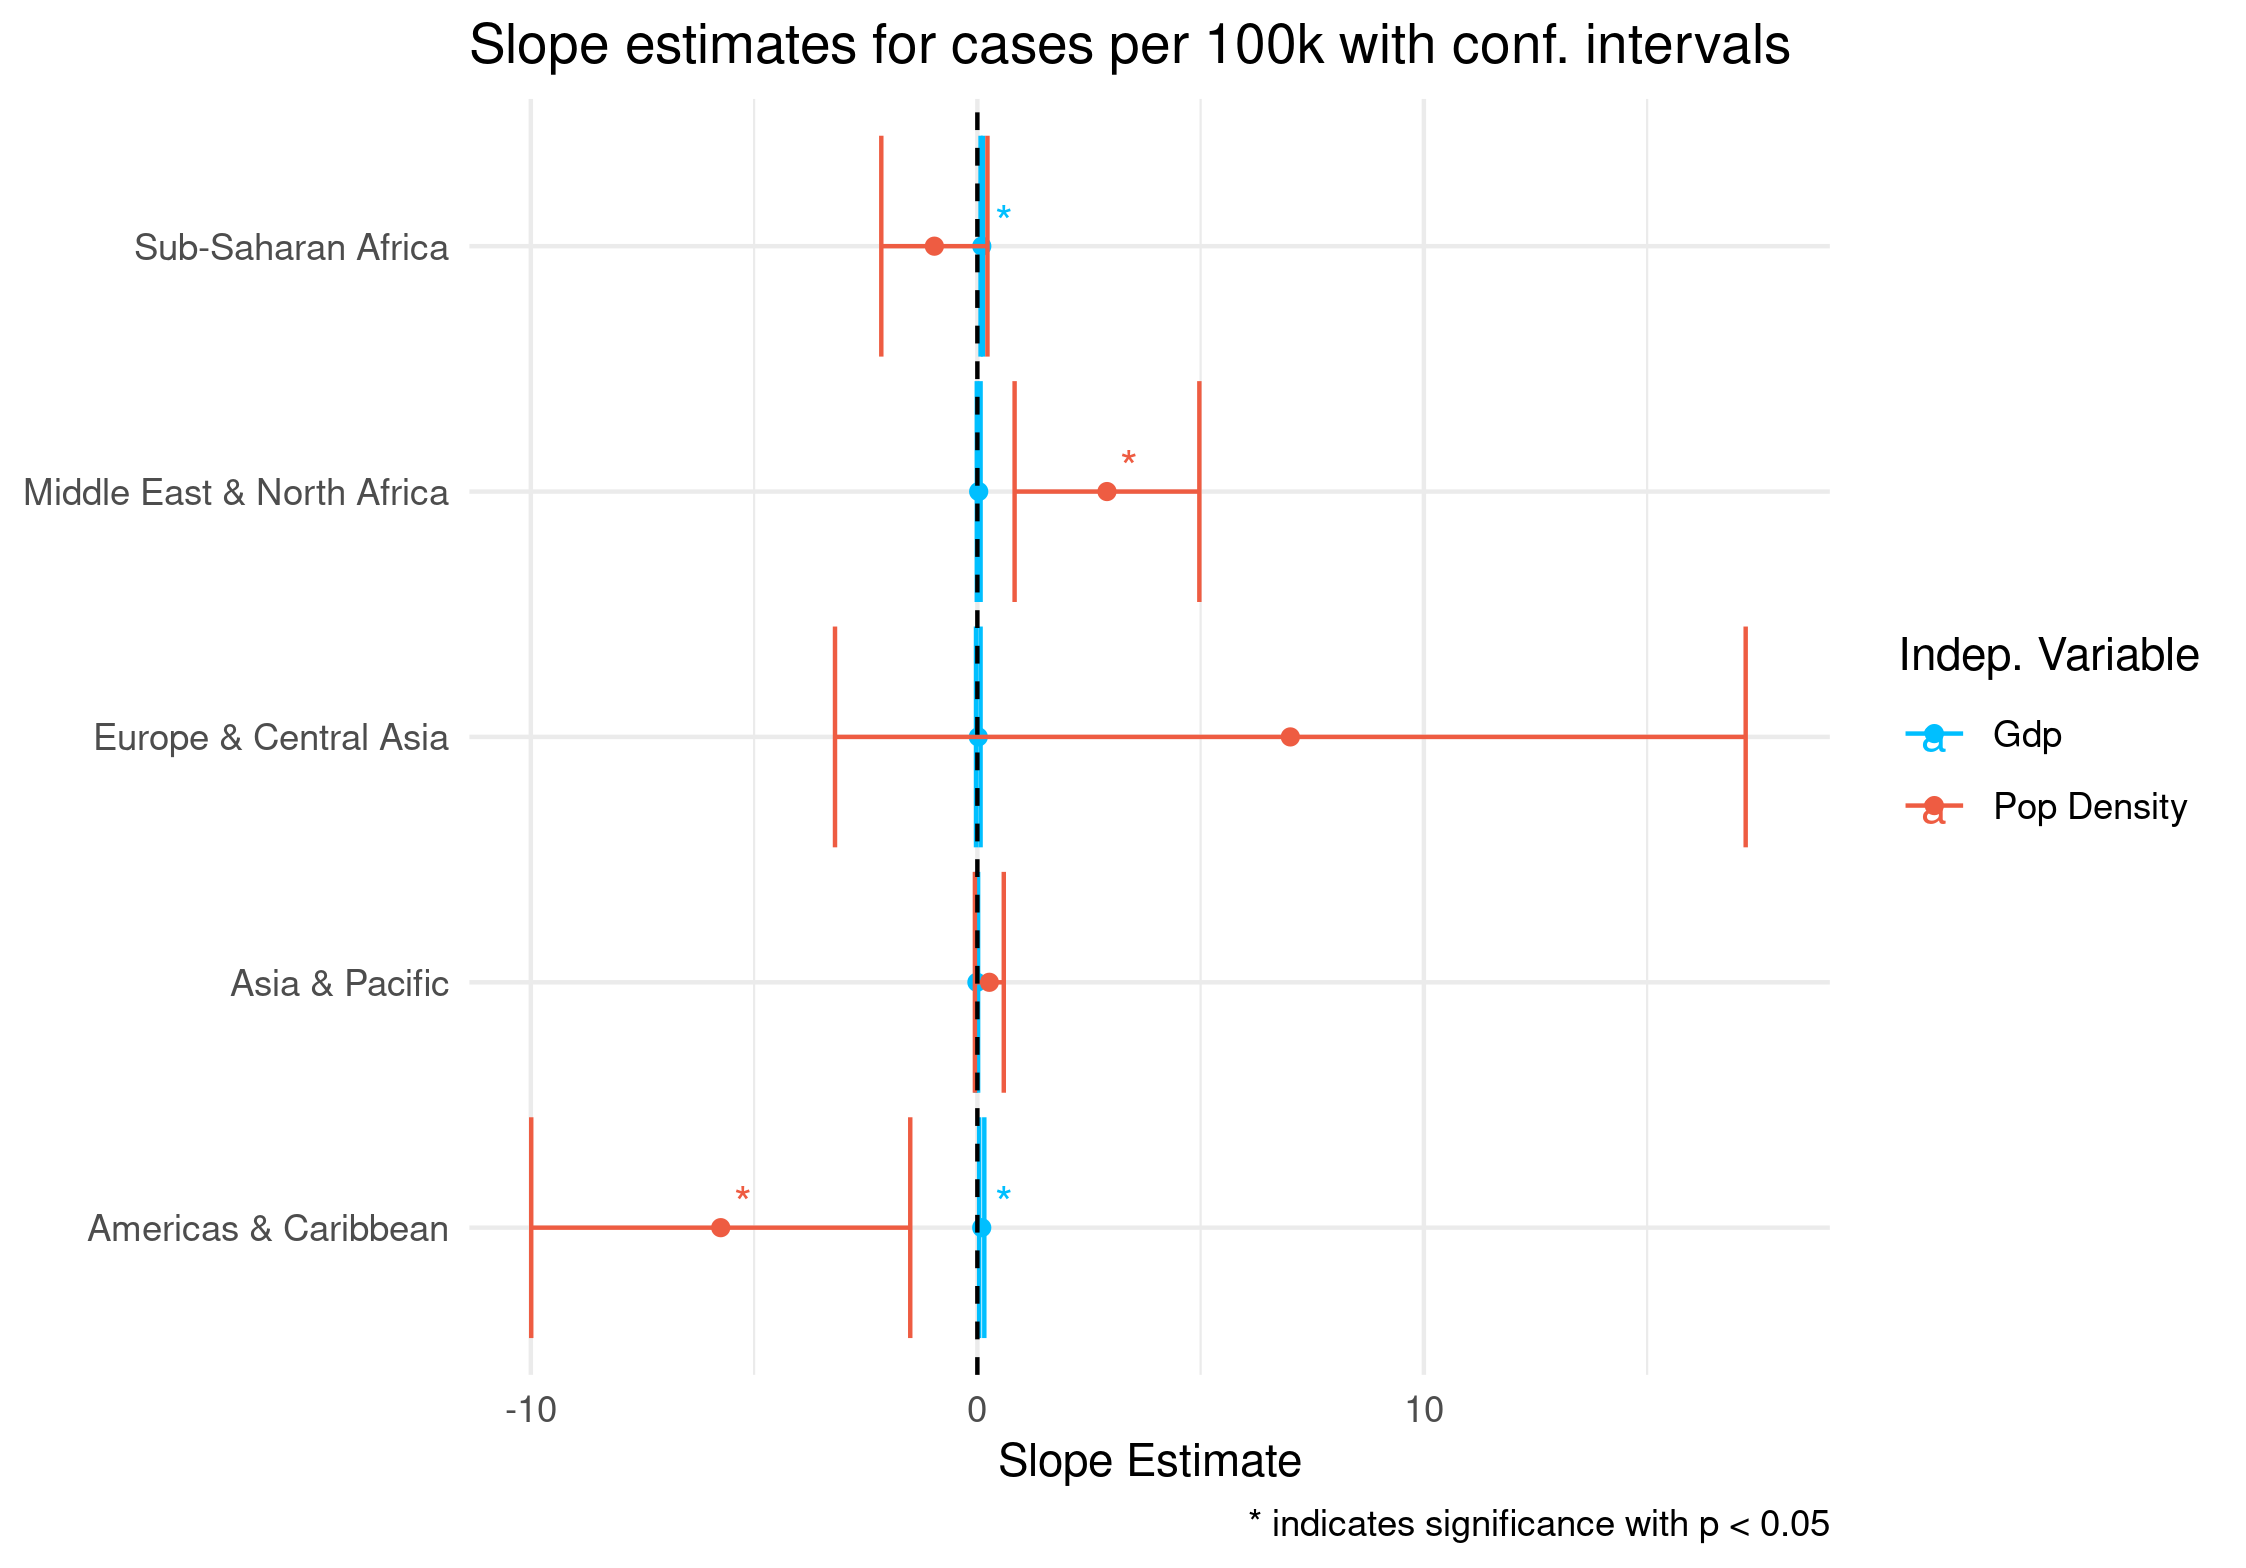 Slope estimates for cases per 100k with conf. intervals
Sub-Saharan Africa
*
Middle East & North Africa
*
Europe & Central Asia
Asia & Pacific
Americas & Caribbean
* *
-10 0 10
Slope Estimate
* indicates significance with p < 0.05
Indep. Variable
a Gdp
a Pop Density